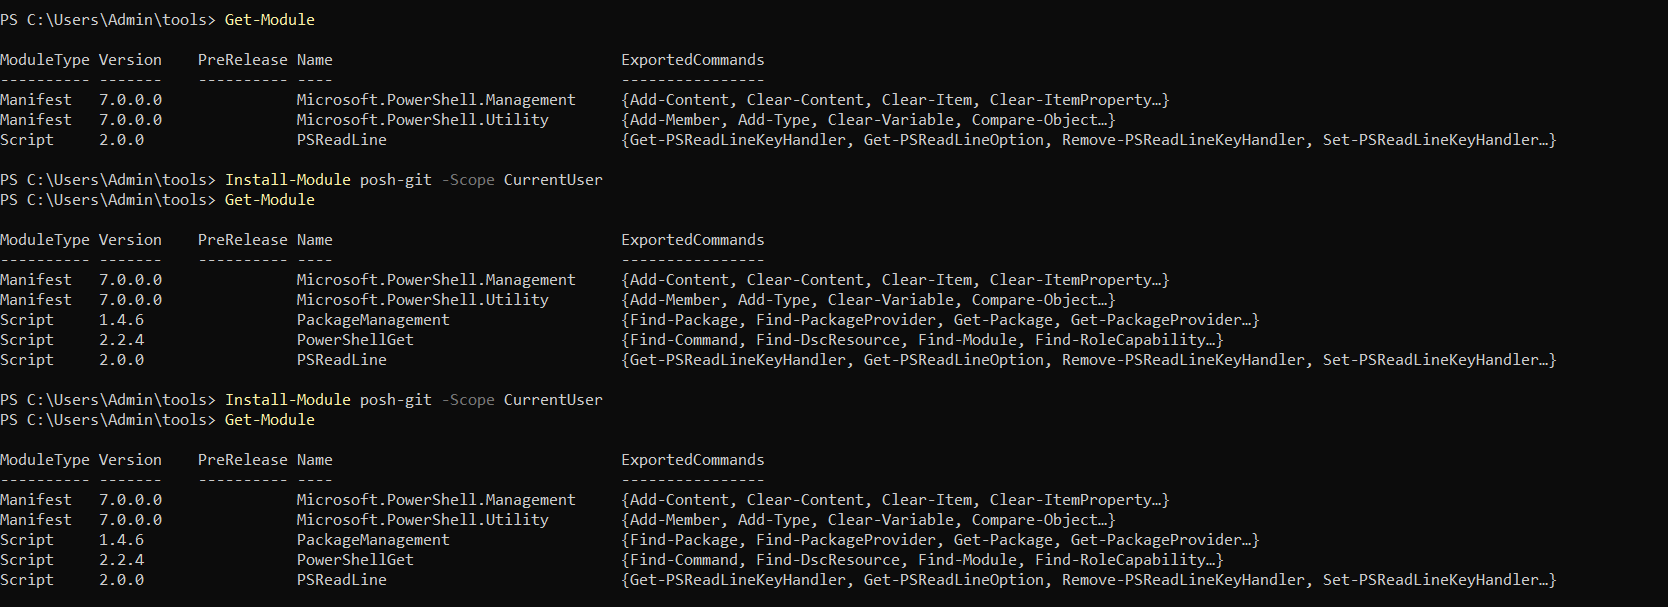 PS C:\Users\Admin\tools> Get-Module
ModuleType Version    PreRelease Name                                ExportedCommands
---------- -------    ---------- ----                                ----------------
Manifest   7.0.0.0               Microsoft.PowerShell.Management     {Add-Content, Clear-Content, Clear-Item, Clear-ItemProperty…}
Manifest   7.0.0.0               Microsoft.PowerShell.Utility        {Add-Member, Add-Type, Clear-Variable, Compare-Object…}
Script     2.0.0                 PSReadLine                          {Get-PSReadLineKeyHandler, Get-PSReadLineOption, Remove-PSReadLineKeyHandler, Set-PSReadLineKeyHandler…}
PS C:\Users\Admin\tools> Install-Module posh-git -Scope CurrentUser
PS C:\Users\Admin\tools> Get-Module
ModuleType Version    PreRelease Name                                ExportedCommands
---------- -------    ---------- ----                                ----------------
Manifest   7.0.0.0               Microsoft.PowerShell.Management     {Add-Content, Clear-Content, Clear-Item, Clear-ItemProperty…}
Manifest   7.0.0.0               Microsoft.PowerShell.Utility        {Add-Member, Add-Type, Clear-Variable, Compare-Object…}
Script     1.4.6                 PackageManagement                   {Find-Package, Find-PackageProvider, Get-Package, Get-PackageProvider…}
Script     2.2.4                 PowerShellGet                       {Find-Command, Find-DscResource, Find-Module, Find-RoleCapability…}
Script     2.0.0                 PSReadLine                          {Get-PSReadLineKeyHandler, Get-PSReadLineOption, Remove-PSReadLineKeyHandler, Set-PSReadLineKeyHandler…}
PS C:\Users\Admin\tools> Install-Module posh-git -Scope CurrentUser
PS C:\Users\Admin\tools> Get-Module
ModuleType Version    PreRelease Name                                ExportedCommands
---------- -------    ---------- ----                                ----------------
Manifest   7.0.0.0               Microsoft.PowerShell.Management     {Add-Content, Clear-Content, Clear-Item, Clear-ItemProperty…}
Manifest   7.0.0.0               Microsoft.PowerShell.Utility        {Add-Member, Add-Type, Clear-Variable, Compare-Object…}
Script     1.4.6                 PackageManagement                   {Find-Package, Find-PackageProvider, Get-Package, Get-PackageProvider…}
Script     2.2.4                 PowerShellGet                       {Find-Command, Find-DscResource, Find-Module, Find-RoleCapability…}
Script     2.0.0                 PSReadLine                          {Get-PSReadLineKeyHandler, Get-PSReadLineOption, Remove-PSReadLineKeyHandler, Set-PSReadLineKeyHandler…}